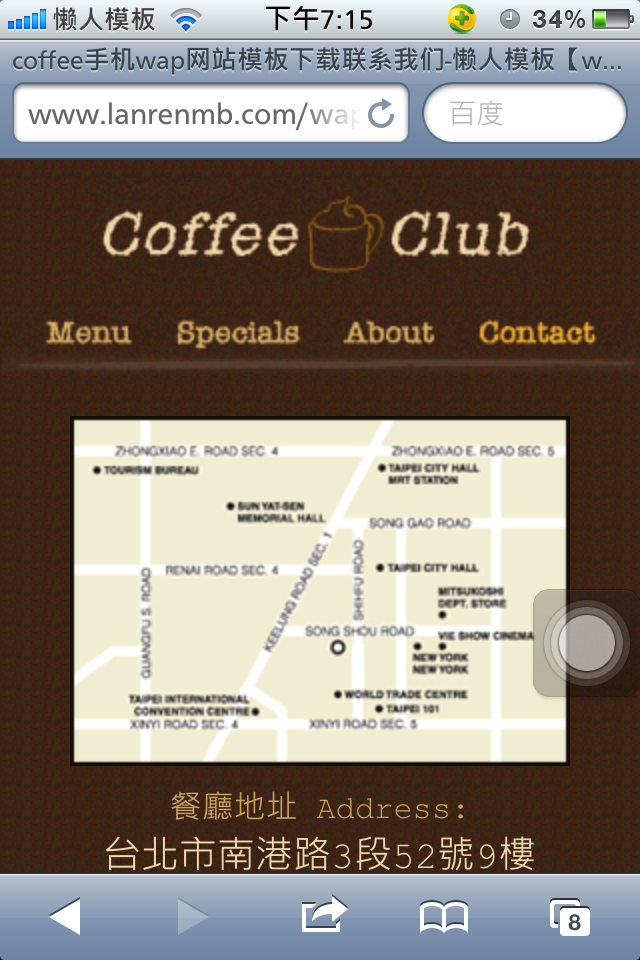 懒人模板 下午7:15 34%
coffee手机wap网站模板下载联系我们-懒人模板【w...
www.lanrenmb.com/wap 百度
Coffee Club
Menu Specials About Contact
ZHONGXIAO E. ROAD SEC. 4 ZHONGXIAO E. ROAD SEC. 5
TOURISM BUREAU
TAIPEI CITY HALL
MRT STATION
SUN YAT-SEN
MEMORIAL HALL
SONG GAO ROAD
KEELUNG ROAD SEC. 1
SHIHFU ROAD
RENAI ROAD SEC. 4
TAIPEI CITY HALL
GUANGFU S. ROAD
MITSUKOSHI
DEPT. STORE
SONG SHOU ROAD
VIE SHOW CINEMA
NEW YORK
NEW YORK
WORLD TRADE CENTRE
TAIPEI INTERNATIONAL
CONVENTION CENTRE
TAIPEI 101
XINYI ROAD SEC. 4 XINYI ROAD SEC. 5
餐廳地址 Address:
台北市南港路3段52號9樓
8